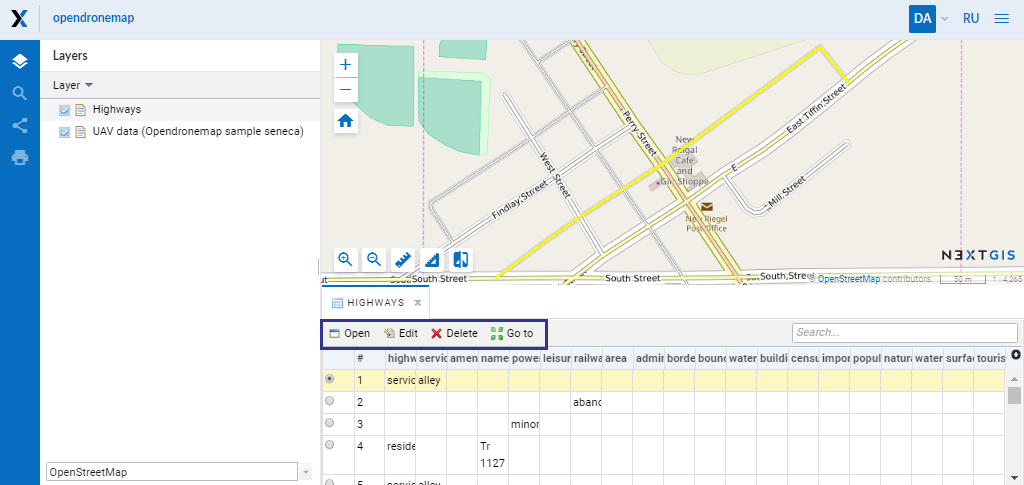 opendronemap
DA
RU
Layers
Layer
Highways
UAV data (Opendronemap sample seneca)
OpenStreetMap
Perry Street
West Street
Findlay Street
East Tiffin Street
E
Mill Street
New
Reigal
Cafe
and
Gift Shoppe
New Riegel
Post Office
South Street
South Street
South Street
NEXTGIS
© OpenStreetMap contributors.
50 m
1:4,265
HIGHWAYS x
Open Edit Delete Go to
Search...
# highw servic amen name power leisur railwa area admir borde bound water buildi censu impor popul natura water surfac touris
1 servic alley
2 aband
3 minor
4 reside Tr
1127
5 servic alley